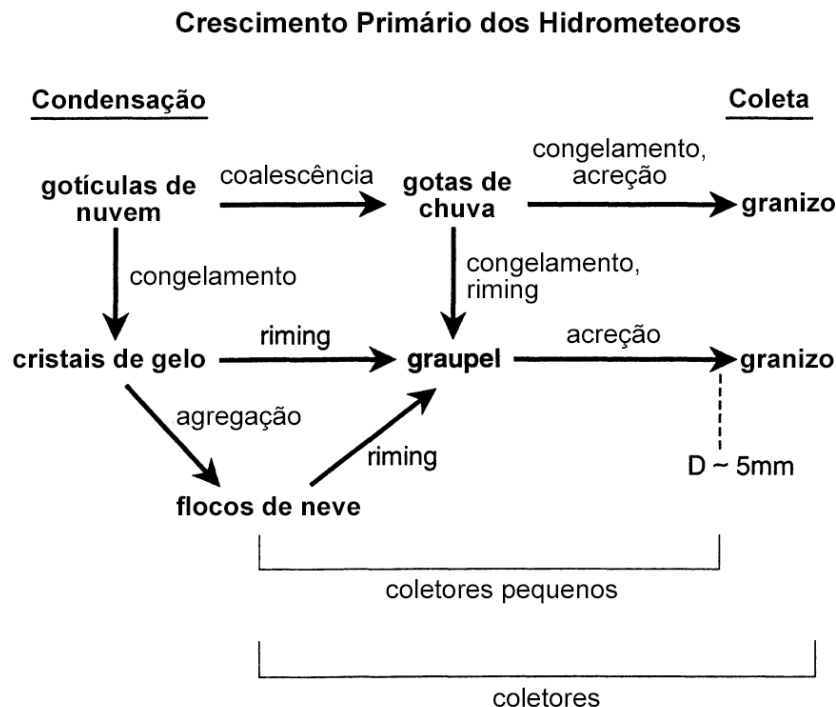 Crescimento Primário dos Hidrometeoros
Condensação
Coleta
gotículas de
nuvem
coalescência
gotas de
chuva
congelamento,
acreção
granizo
congelamento
congelamento,
riming
cristais de gelo
riming
graupel
acreção
granizo
agregação
riming
D ~ 5mm
flocos de neve
coletores pequenos
coletores